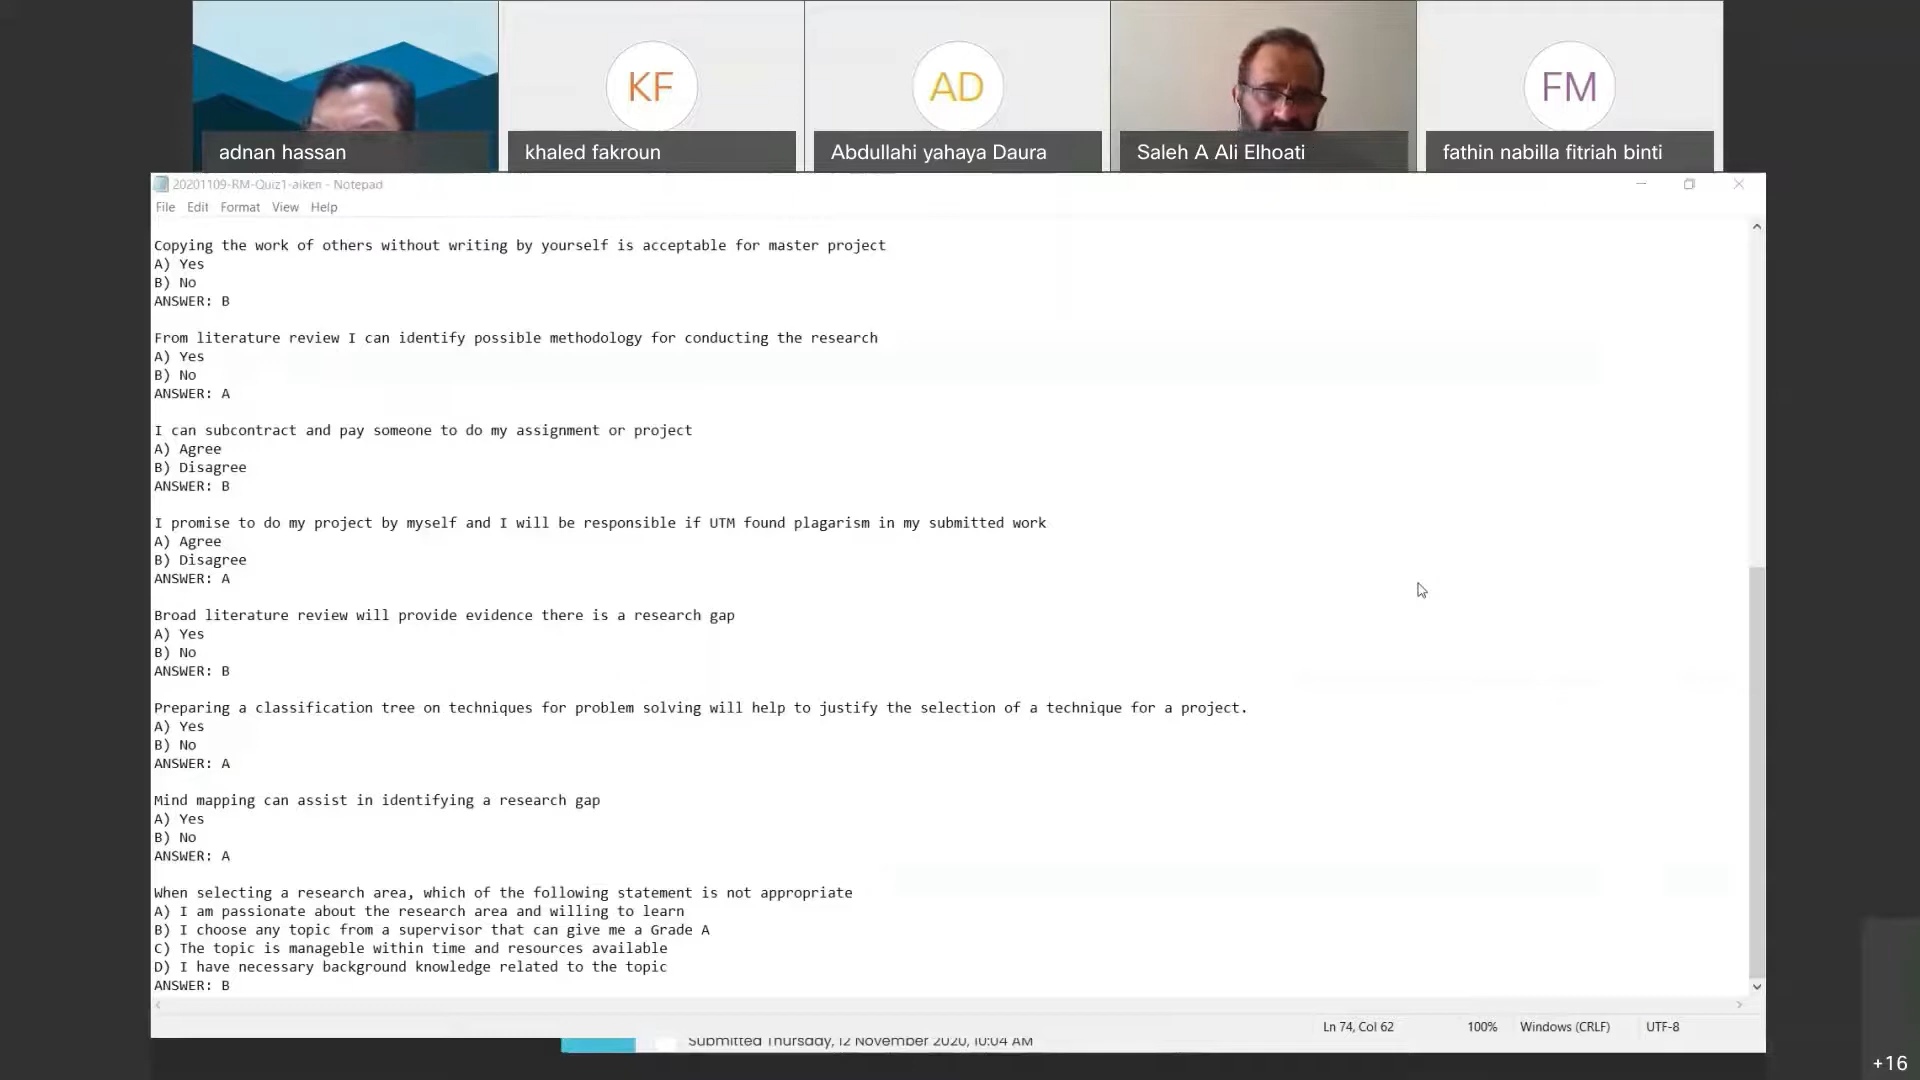 KF
AD
FM
adnan hassan
khaled fakroun
Abdullahi yahaya Daura
Saleh A Ali Elhoati
fathin nabilla fitriah binti
20201109-RM-Quiz1-aiken - Notepad
File Edit Format View Help
Copying the work of others without writing by yourself is acceptable for master project
A) Yes
B) No
ANSWER: B
From literature review I can identify possible methodology for conducting the research
A) Yes
B) No
ANSWER: A
I can subcontract and pay someone to do my assignment or project
A) Agree
B) Disagree
ANSWER: B
I promise to do my project by myself and I will be responsible if UTM found plagarism in my submitted work
A) Agree
B) Disagree
ANSWER: A
Broad literature review will provide evidence there is a research gap
A) Yes
B) No
ANSWER: B
Preparing a classification tree on techniques for problem solving will help to justify the selection of a technique for a project.
A) Yes
B) No
ANSWER: A
Mind mapping can assist in identifying a research gap
A) Yes
B) No
ANSWER: A
When selecting a research area, which of the following statement is not appropriate
A) I am passionate about the research area and willing to learn
B) I choose any topic from a supervisor that can give me a Grade A
C) The topic is manageble within time and resources available
D) I have necessary background knowledge related to the topic
ANSWER: B
Ln 74, Col 62 100% Windows (CRLF) UTF-8
Submitted Thursday, 12 November 2020, 10:04 AM
+16